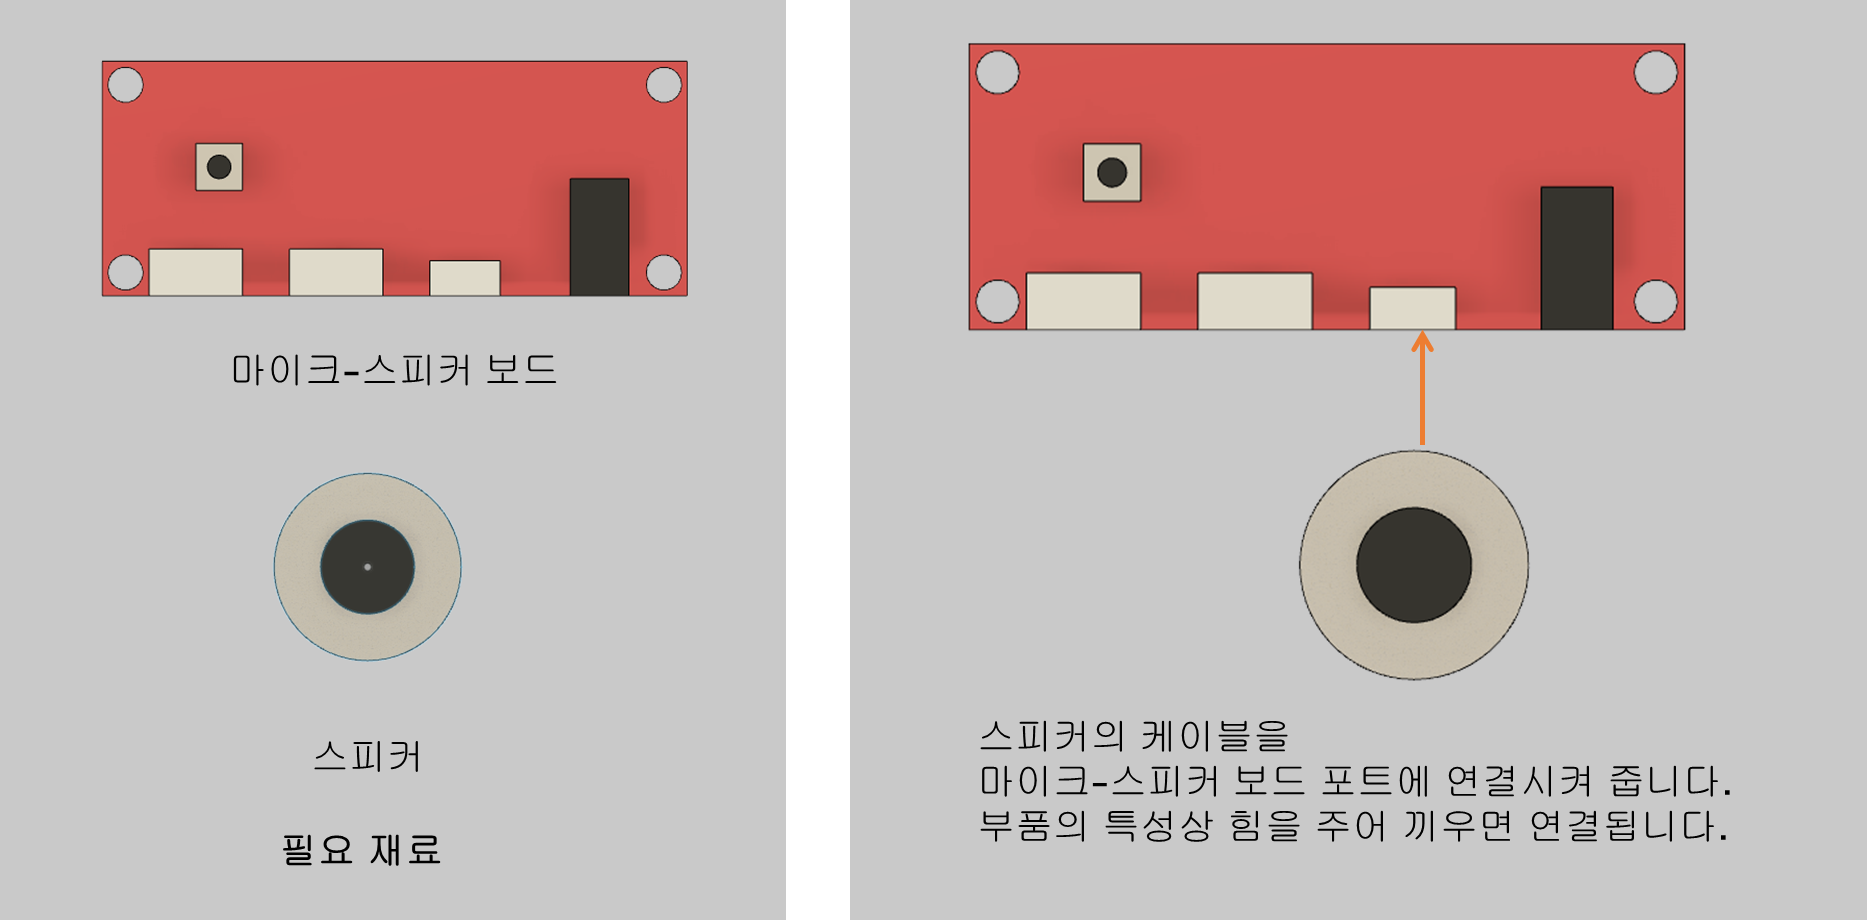 마이크-스피커 보드
스피커
필요 재료
스피커의 케이블을
마이크-스피커 보드 포트에 연결시켜 줍니다.
부품의 특성상 힘을 주어 끼우면 연결됩니다.